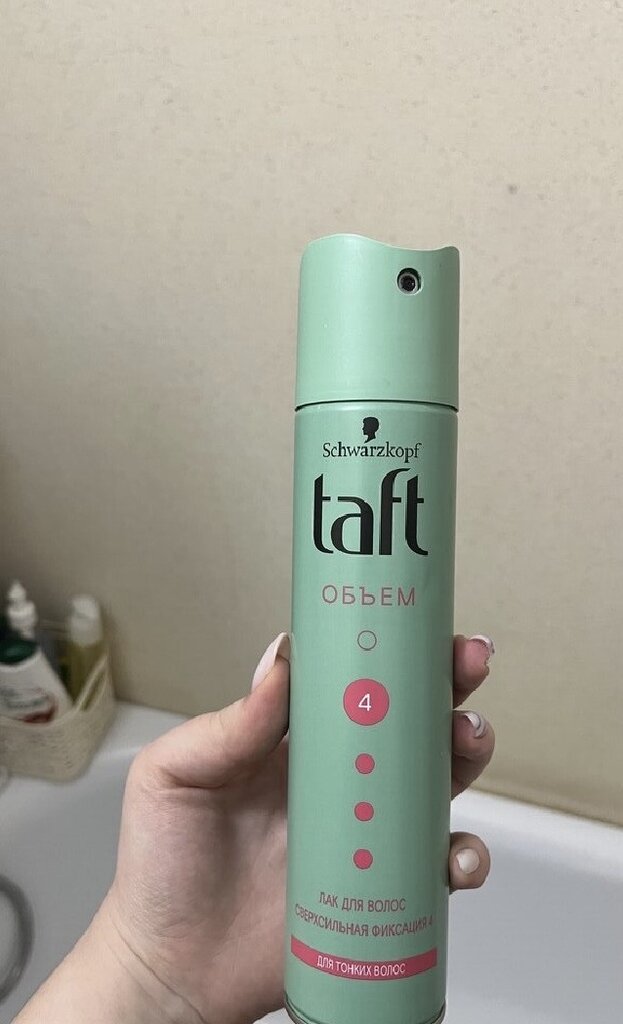 Schwarzkopf
taft
ОБЪЕМ
4
ЛАК ДЛЯ ВОЛОС
СВЕРХСИЛЬНАЯ ФИКСАЦИЯ 4
ДЛЯ ТОНКИХ ВОЛОС